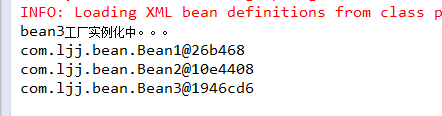 INFO: Loading XML bean definitions from class p
bean3工厂实例化中。。。
com.ljj.bean.Bean1@26b468
com.ljj.bean.Bean2@10e4408
com.ljj.bean.Bean3@1946cd6